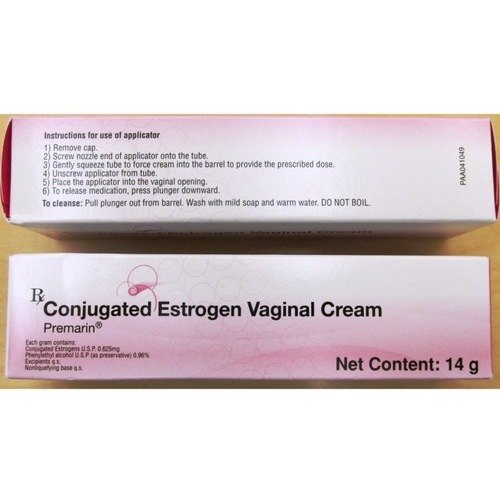 Instructions for use of applicator
1) Remove cap.
2) Screw nozzle end of applicator onto the tube.
3) Gently squeeze tube to force cream into the barrel to provide the prescribed dose.
4) Unscrew applicator from tube.
5) Place the applicator into the vaginal opening.
6) To release medication, press plunger downward.
To cleanse: Pull plunger out from barrel. Wash with mild soap and warm water. DO NOT BOIL.
PAA041049
Vaginal Cream
Rx
Conjugated Estrogen Vaginal Cream
Premarin®
Each gram contains:
Conjugated Estrogens U.S.P. 0.625mg
Phenylethyl alcohol U.S.P (as preservative) 0.96%
Excipients q.s.
Nonliquefying base q.s.
Net Content: 14 g